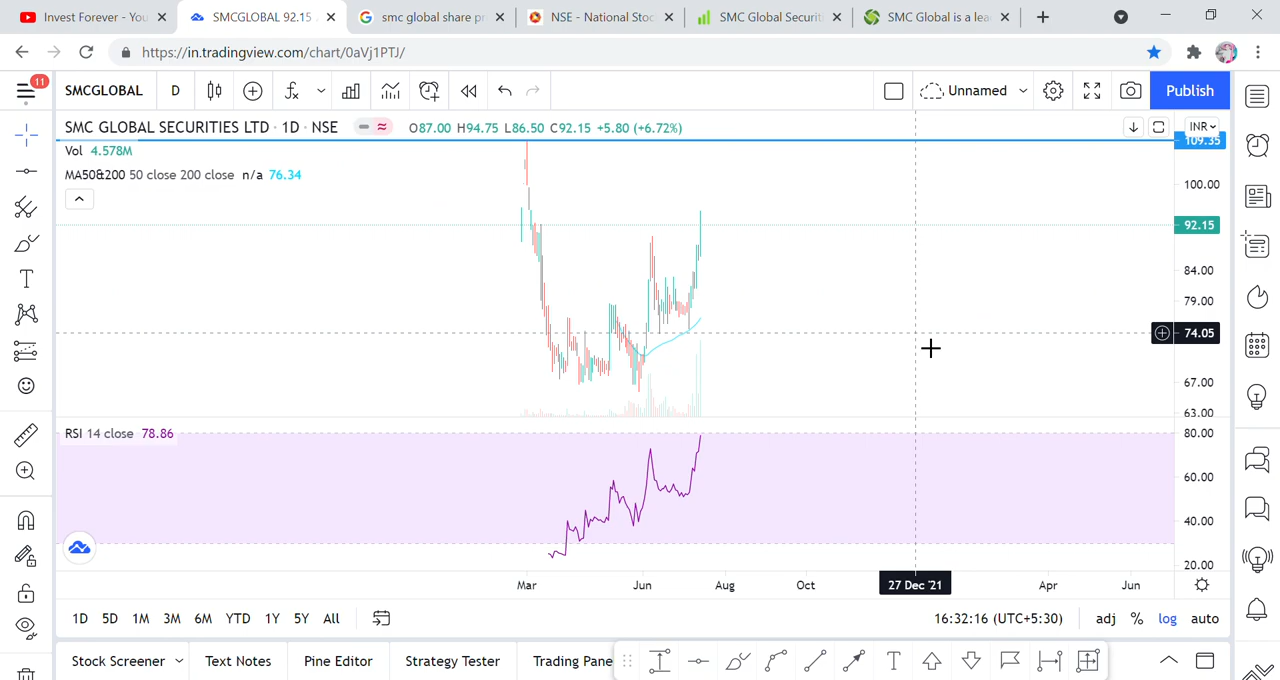 Invest Forever - You
SMCGLOBAL 92.15
smc global share pr
NSE - National Stoc
SMC Global Securiti
SMC Global is a lea
https://in.tradingview.com/chart/0aVj1PTJ/
11
SMCGLOBAL
D
Unnamed
Publish
SMC GLOBAL SECURITIES LTD · 1D · NSE
O87.00 H94.75 L86.50 C92.15 +5.80 (+6.72%)
INR
109.35
Vol 4.578M
MA50&200 50 close 200 close n/a 76.34
100.00
92.15
84.00
79.00
74.05
67.00
63.00
RSI 14 close 78.86
80.00
60.00
40.00
20.00
Mar
Jun
Aug
Oct
27 Dec '21
Apr
Jun
1D 5D 1M 3M 6M YTD 1Y 5Y All
16:32:16 (UTC+5:30)
adj % log auto
Stock Screener
Text Notes
Pine Editor
Strategy Tester
Trading Pane
T